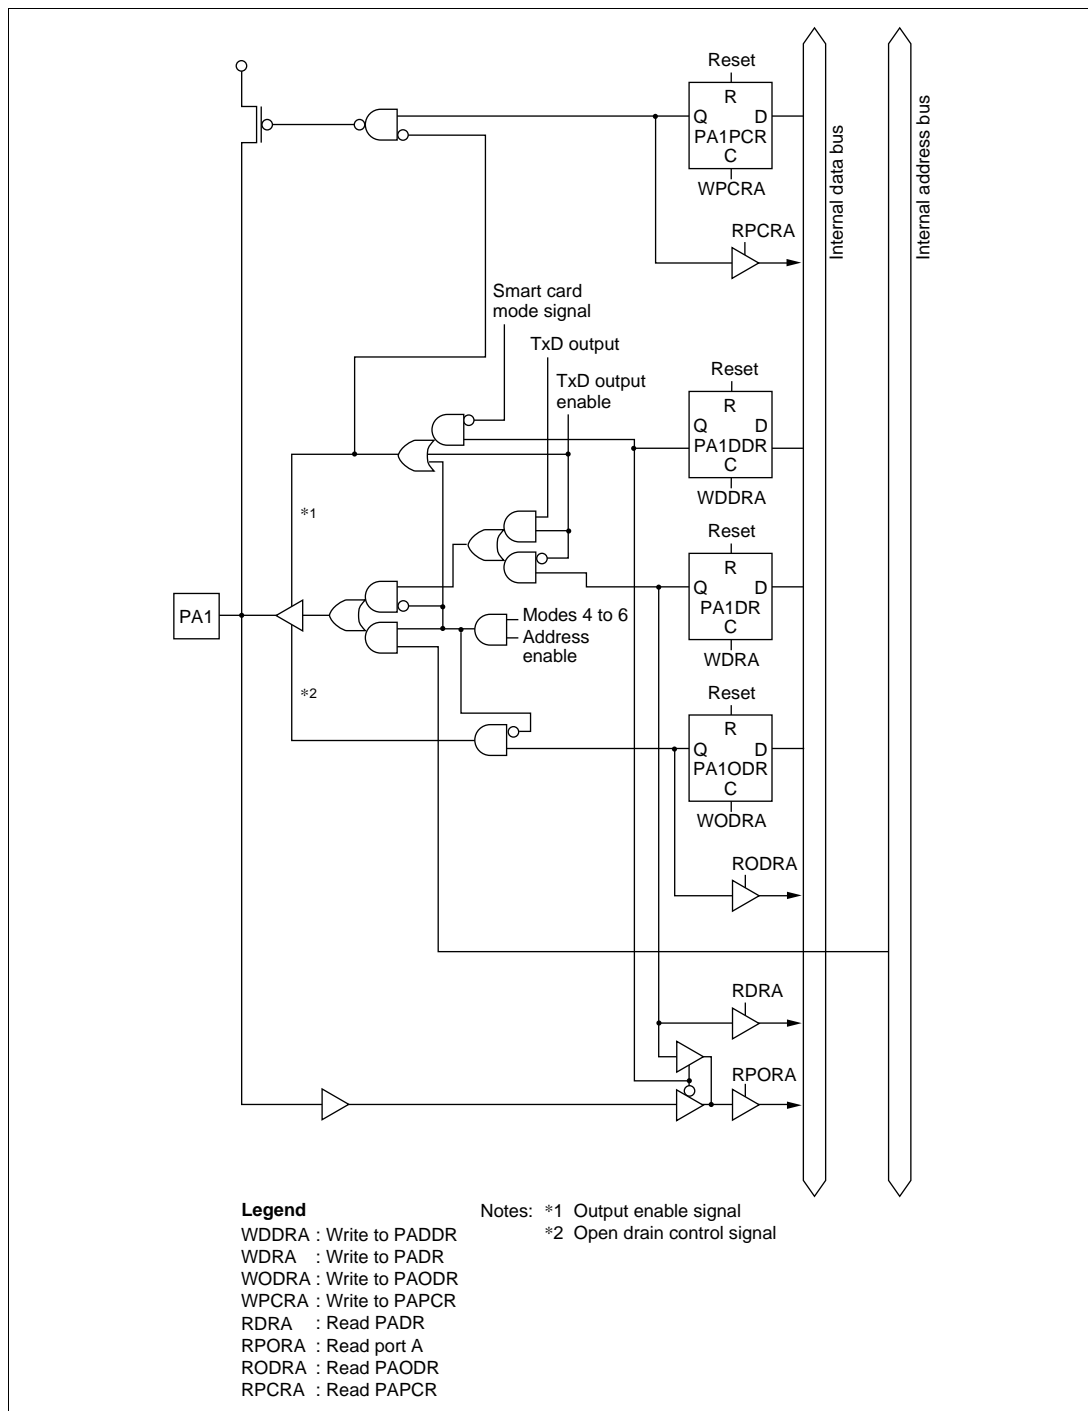 Reset
R
Q D
PA1PCR
C
WPCRA
Internal data bus
Internal address bus
RPCRA
Smart card
mode signal
TxD output
TxD output
enable
Reset
R
Q D
PA1DDR
C
WDDRA
*1
Reset
R
Q D
PA1DR
C
WDRA
PA1
Modes 4 to 6
Address
enable
*2
Reset
R
Q D
PA1ODR
C
WODRA
RODRA
RDRA
RPORA
Legend
WDDRA : Write to PADDR
WDRA : Write to PADR
WODRA : Write to PAODR
WPCRA : Write to PAPCR
RDRA : Read PADR
RPORA : Read port A
RODRA : Read PAODR
RPCRA : Read PAPCR
Notes: *1 Output enable signal
*2 Open drain control signal